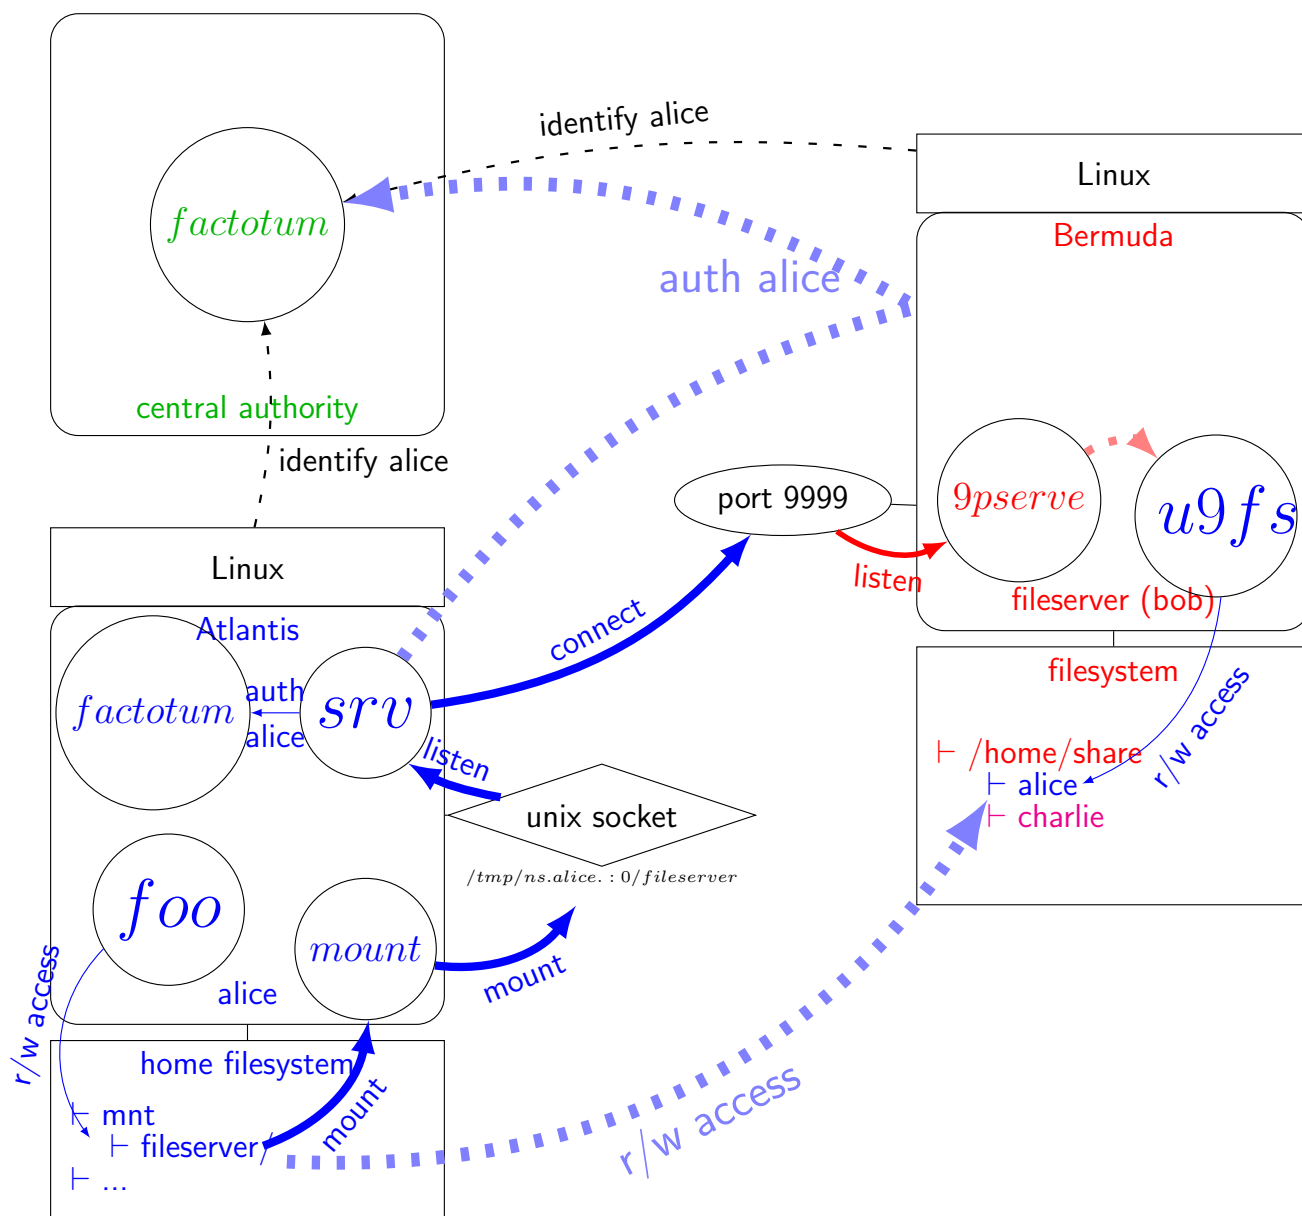 identify alice
Linux
Bermuda
factotum
auth alice
central authority
identify alice
port 9999
9pserve
u9fs
listen
fileserver (bob)
Linux
Atlantis
connect
filesystem
factotum
auth
alice
srv
listen
r/w access
⊢ /home/share
⊢ alice
⊢ charlie
unix socket
/tmp/ns.alice.:0/fileserver
foo
mount
mount
alice
r/w access
home filesystem
mount
r/w access
⊢ mnt
⊢ fileserver/
⊢ ...